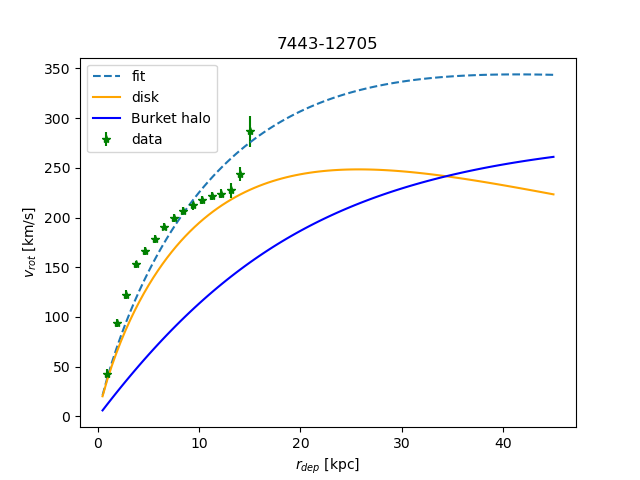 7443-12705
fit
disk
Burket halo
data
350
300
250
200
150
100
50
0
v_rot [km/s]
0 10 20 30 40
r_dep [kpc]